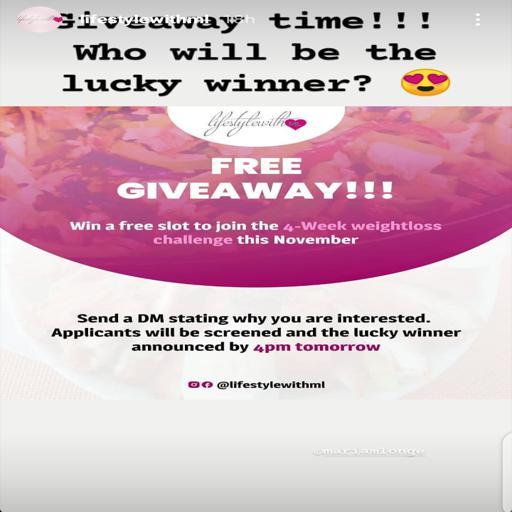 Giveaway time!!!
lifestylewithml
Who will be the
lucky winner? 😍
lifestylewith
FREE
GIVEAWAY!!!
Win a free slot to join the 4-Week weightloss
challenge this November
Send a DM stating why you are interested.
Applicants will be screened and the lucky winner
announced by 4pm tomorrow
@lifestylewithml
@mariamlonge